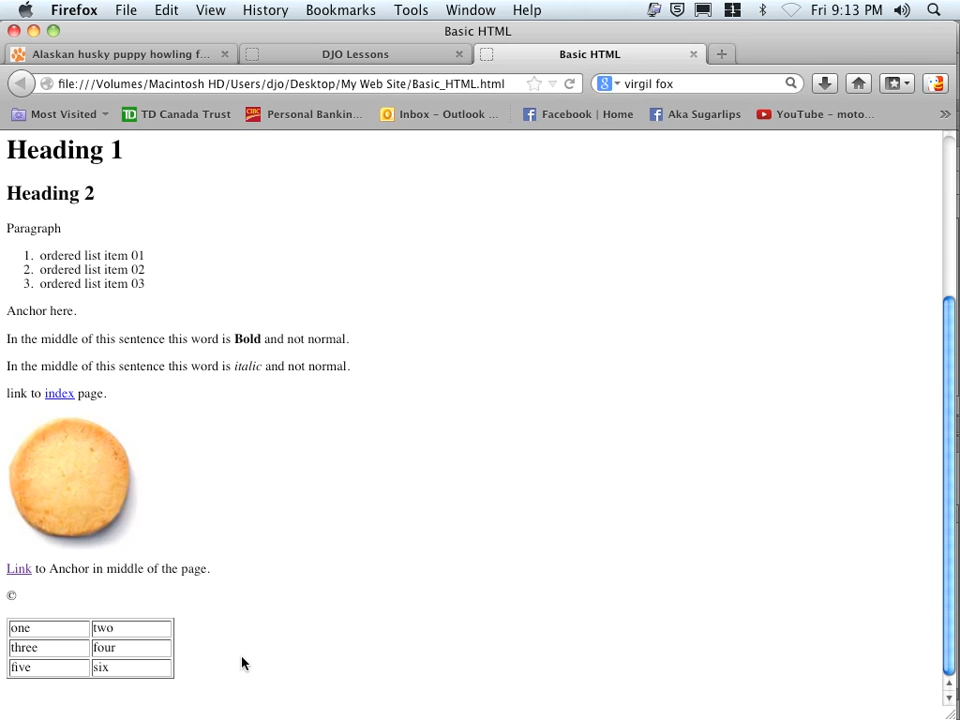 Firefox File Edit View History Bookmarks Tools Window Help Fri 9:13 PM
Basic HTML
Alaskan husky puppy howling f... DJO Lessons Basic HTML
file:///Volumes/Macintosh HD/Users/djo/Desktop/My Web Site/Basic_HTML.html virgil fox
Most Visited TD Canada Trust Personal Bankin... Inbox – Outlook ... Facebook | Home Aka Sugarlips YouTube – moto...
Heading 1
Heading 2
Paragraph
1. ordered list item 01
2. ordered list item 02
3. ordered list item 03
Anchor here.
In the middle of this sentence this word is Bold and not normal.
In the middle of this sentence this word is italic and not normal.
link to index page.
Link to Anchor in middle of the page.
©
one two
three four
five six